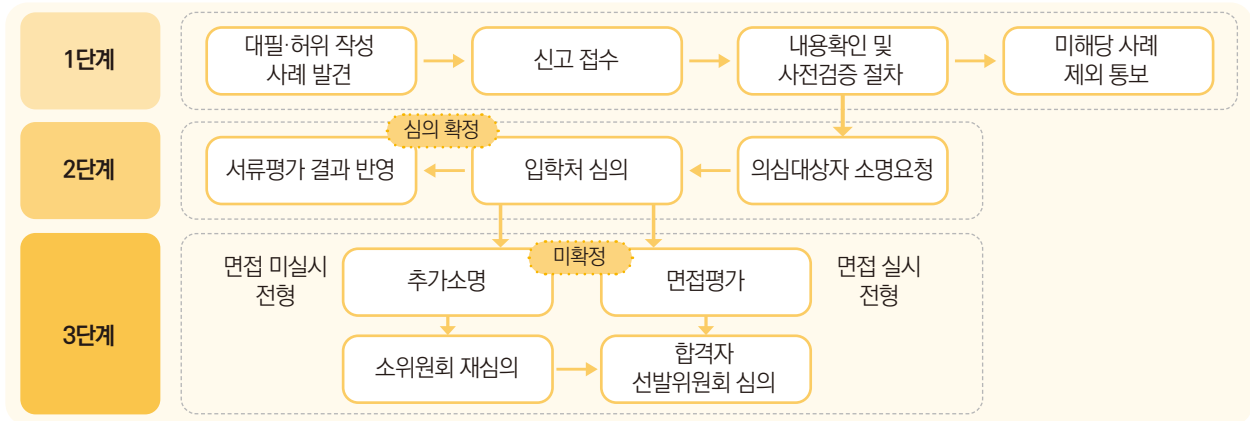 1단계
대필·허위 작성
사례 발견
신고 접수
내용확인 및
사전검증 절차
미해당 사례
제외 통보
2단계
심의 확정
서류평가 결과 반영
입학처 심의
의심대상자 소명요청
3단계
면접 미실시
전형
추가소명
미확정
면접평가
면접 실시
전형
소위원회 재심의
합격자
선발위원회 심의